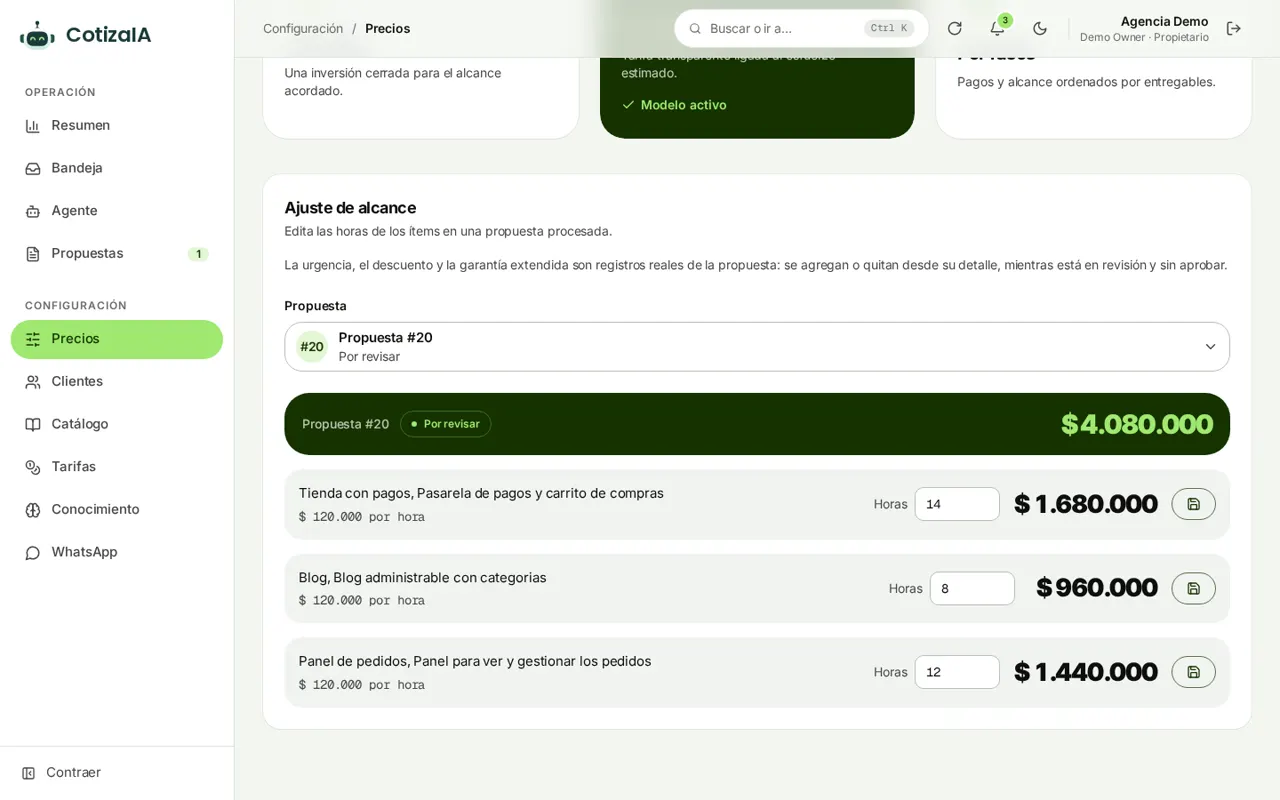 CotizaIA
OPERACIÓN
Resumen
Bandeja
Agente
Propuestas
1
CONFIGURACIÓN
Precios
Clientes
Catálogo
Tarifas
Conocimiento
WhatsApp
Contraer
Configuración / Precios
Buscar o ir a...
Ctrl K
3
Agencia Demo
Demo Owner · Propietario
Una inversión cerrada para el alcance
acordado.
estimado.
Modelo activo
Pagos y alcance ordenados por entregables.
Ajuste de alcance
Edita las horas de los ítems en una propuesta procesada.
La urgencia, el descuento y la garantía extendida son registros reales de la propuesta: se agregan o quitan desde su detalle, mientras está en revisión y sin aprobar.
Propuesta
#20
Propuesta #20
Por revisar
Propuesta #20
Por revisar
$ 4.080.000
Tienda con pagos, Pasarela de pagos y carrito de compras
$ 120.000 por hora
Horas
14
$ 1.680.000
Blog, Blog administrable con categorias
$ 120.000 por hora
Horas
8
$ 960.000
Panel de pedidos, Panel para ver y gestionar los pedidos
$ 120.000 por hora
Horas
12
$ 1.440.000